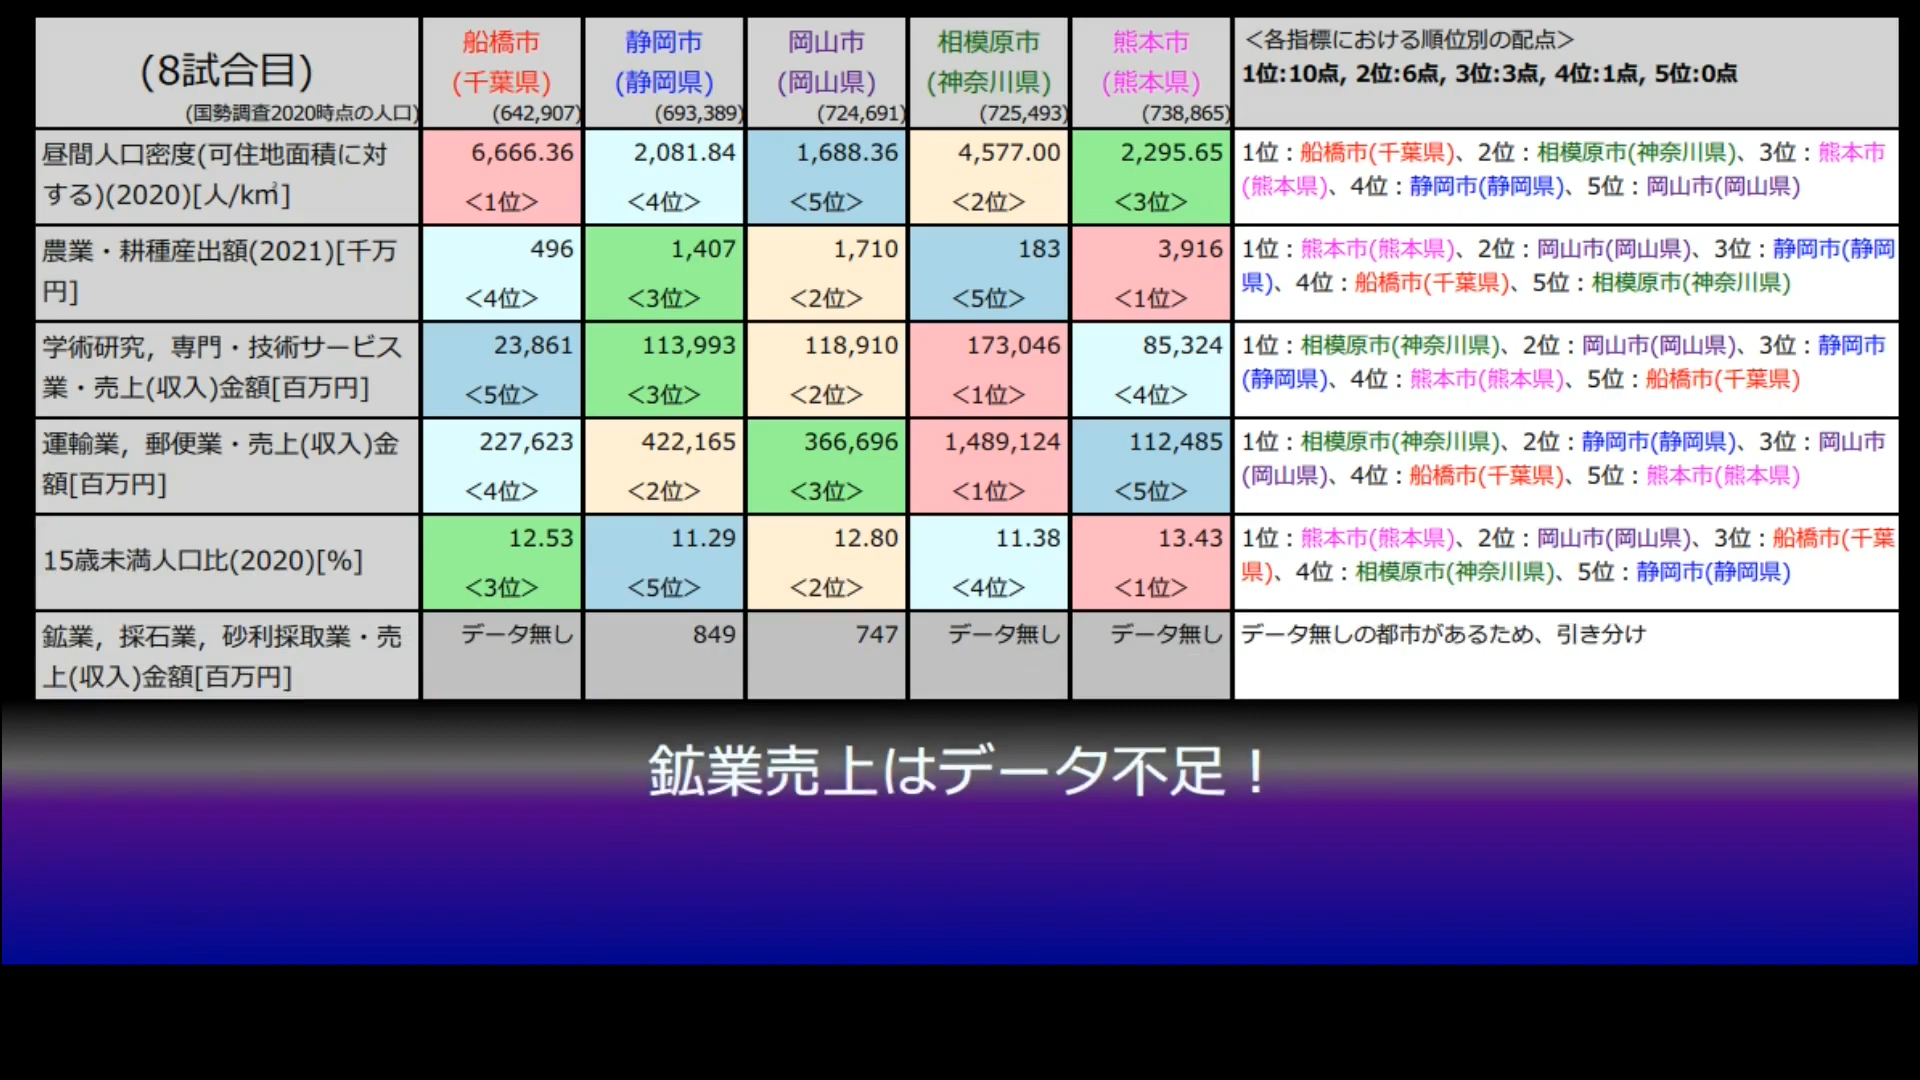 (8試合目)
(国勢調査2020時点の人口)
船橋市
(千葉県)
(642,907)
静岡市
(静岡県)
(693,389)
岡山市
(岡山県)
(724,691)
相模原市
(神奈川県)
(725,493)
熊本市
(熊本県)
(738,865)
＜各指標における順位別の配点＞
1位:10点, 2位:6点, 3位:3点, 4位:1点, 5位:0点
昼間人口密度(可住地面積に対
する)(2020)[人/k㎡]
6,666.36
<1位>
2,081.84
<4位>
1,688.36
<5位>
4,577.00
<2位>
2,295.65
<3位>
1位：船橋市(千葉県)、2位：相模原市(神奈川県)、3位：熊本市
(熊本県)、4位：静岡市(静岡県)、5位：岡山市(岡山県)
農業・耕種産出額(2021)[千万
円]
496
<4位>
1,407
<3位>
1,710
<2位>
183
<5位>
3,916
<1位>
1位：熊本市(熊本県)、2位：岡山市(岡山県)、3位：静岡市(静岡
県)、4位：船橋市(千葉県)、5位：相模原市(神奈川県)
学術研究，専門・技術サービス
業・売上(収入)金額[百万円]
23,861
<5位>
113,993
<3位>
118,910
<2位>
173,046
<1位>
85,324
<4位>
1位：相模原市(神奈川県)、2位：岡山市(岡山県)、3位：静岡市
(静岡県)、4位：熊本市(熊本県)、5位：船橋市(千葉県)
運輸業，郵便業・売上(収入)金
額[百万円]
227,623
<4位>
422,165
<2位>
366,696
<3位>
1,489,124
<1位>
112,485
<5位>
1位：相模原市(神奈川県)、2位：静岡市(静岡県)、3位：岡山市
(岡山県)、4位：船橋市(千葉県)、5位：熊本市(熊本県)
15歳未満人口比(2020)[%]
12.53
<3位>
11.29
<5位>
12.80
<2位>
11.38
<4位>
13.43
<1位>
1位：熊本市(熊本県)、2位：岡山市(岡山県)、3位：船橋市(千葉
県)、4位：相模原市(神奈川県)、5位：静岡市(静岡県)
鉱業，採石業，砂利採取業・売
上(収入)金額[百万円]
データ無し
849
747
データ無し
データ無し
データ無しの都市があるため、引き分け
鉱業売上はデータ不足！